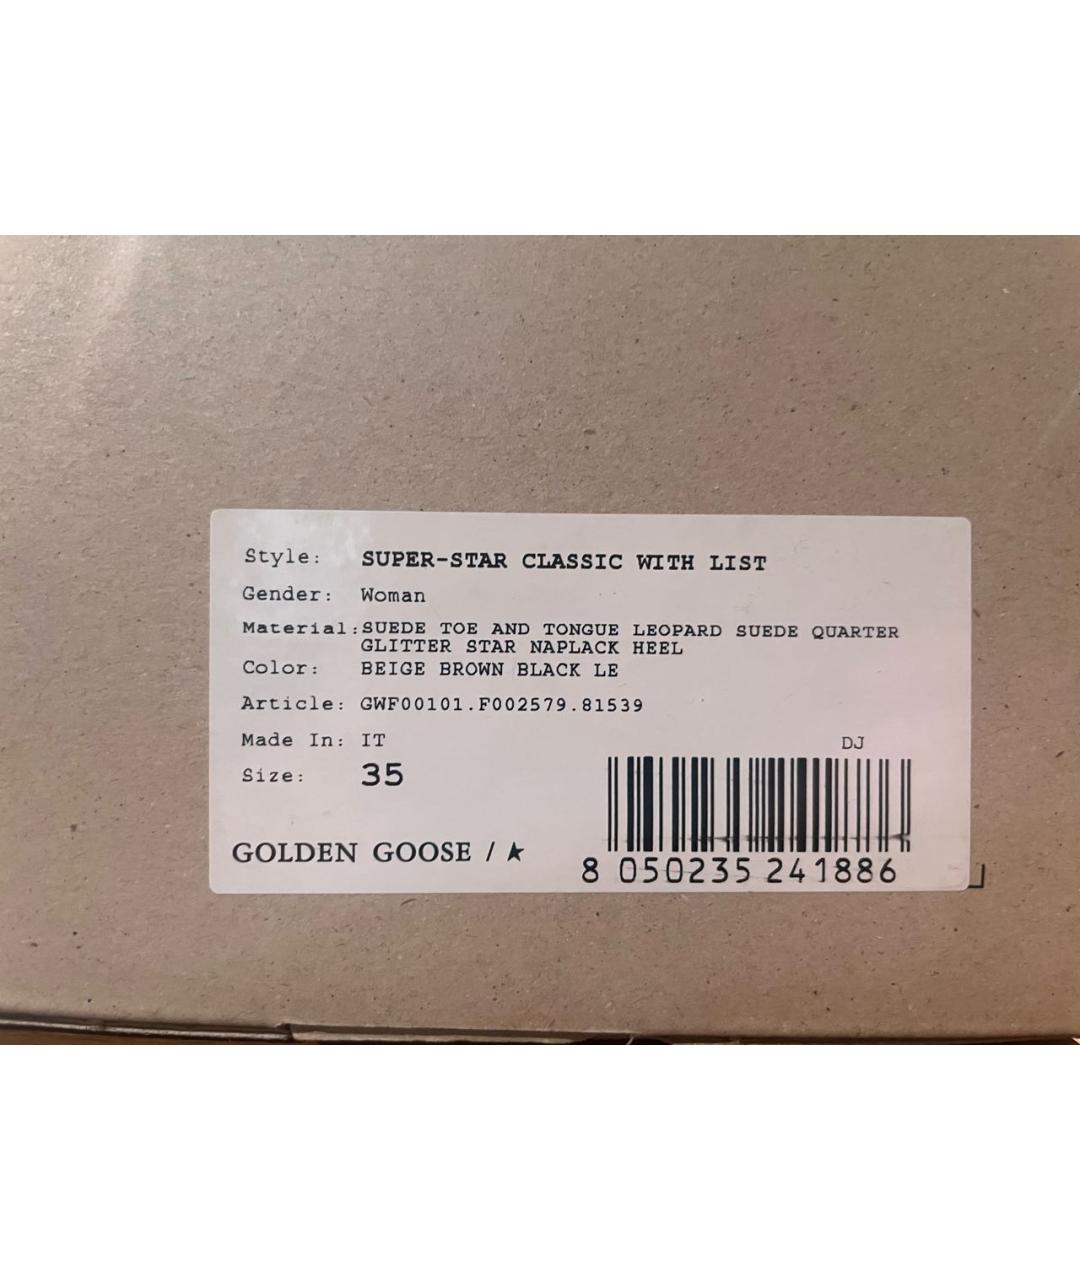 Style: SUPER-STAR CLASSIC WITH LIST
Gender: Woman
Material: SUEDE TOE AND TONGUE LEOPARD SUEDE QUARTER
GLITTER STAR NAPLACK HEEL
Color: BEIGE BROWN BLACK LE
Article: GWF00101.F002579.81539
Made In: IT
DJ
Size: 35
GOLDEN GOOSE / ★
8 050235 241886